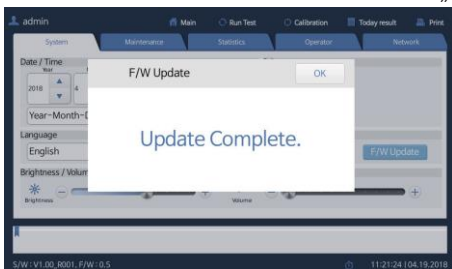 admin Main Run Test Calibration Today result Print
System Maintenance Statistics Operator Network
Date / Time
Year
F/W Update OK
2018 4
Year-Month-D
Update Complete.
Language
English F/W Update
Brightness / Volum
Brightness Volume
S/W : V1.00_R001, F/W : 0.5 11:21:24 | 04.19.2018